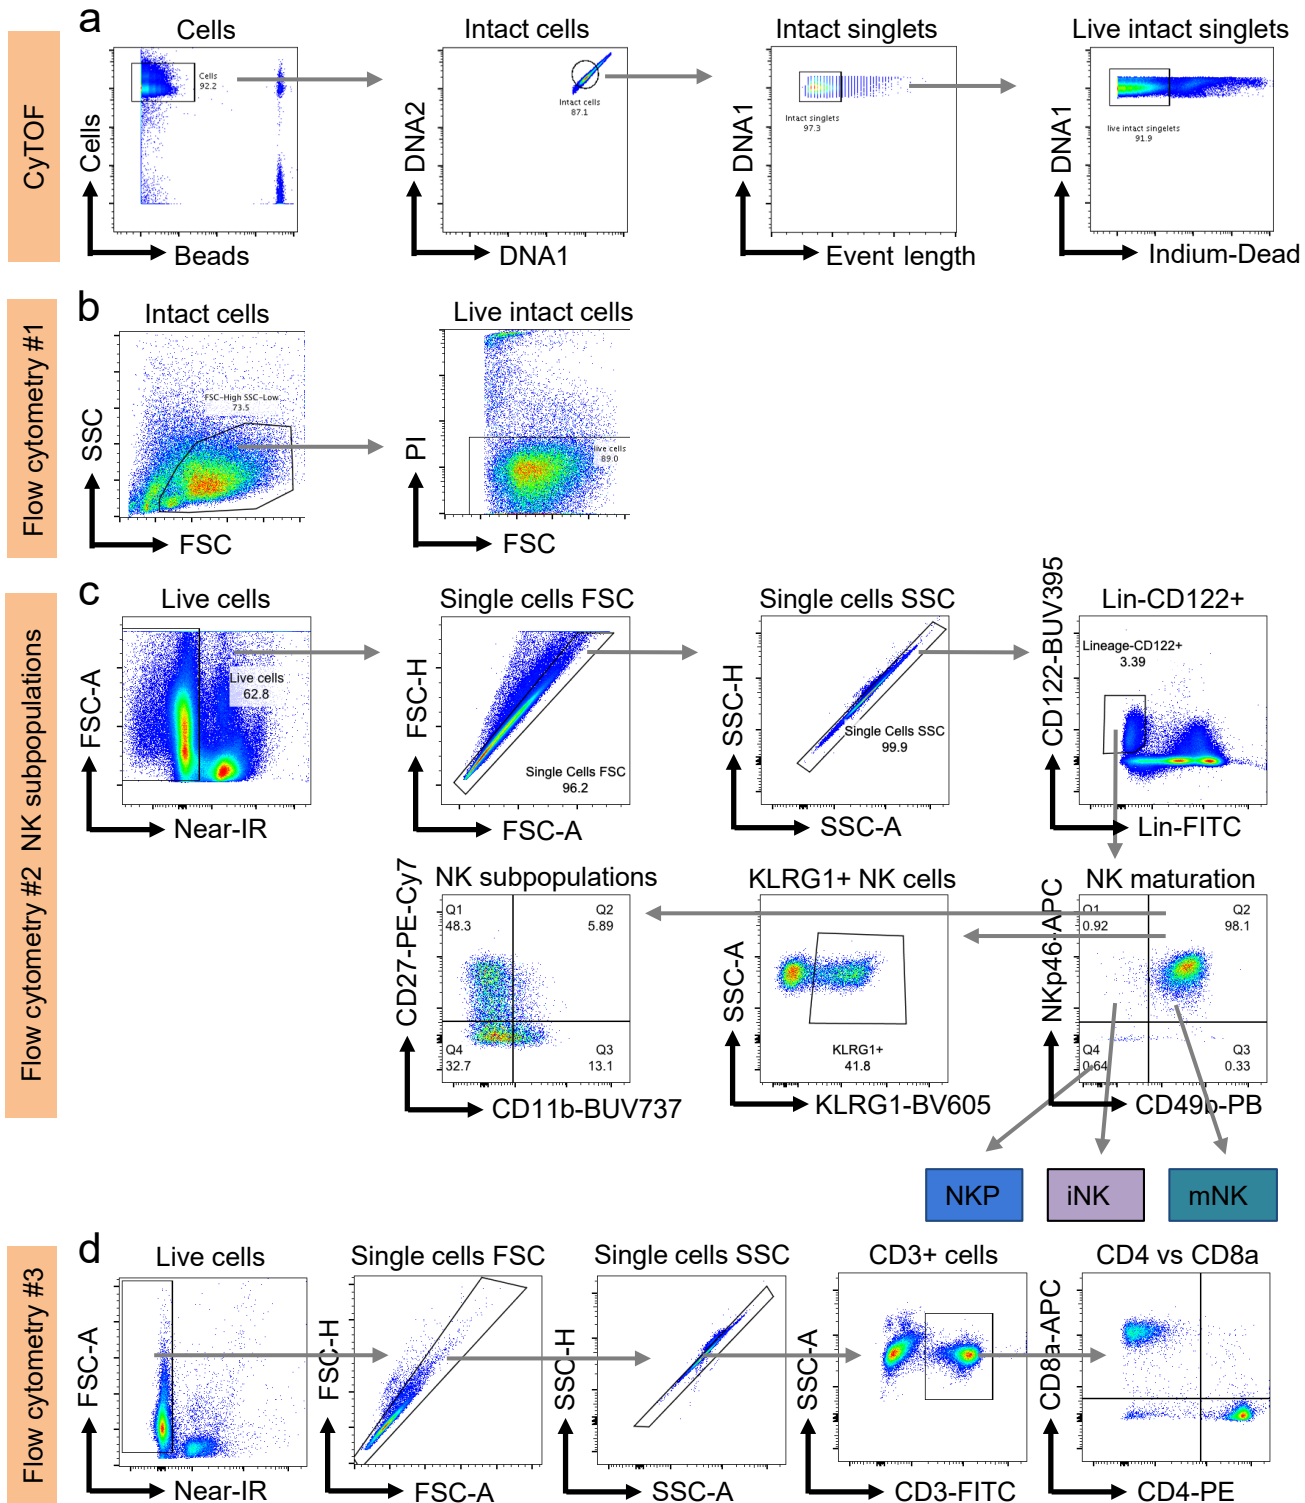 a
CyTOF
Cells
Cells
92.2
Cells
Beads
Intact cells
Intact cells
87.1
DNA2
DNA1
Intact singlets
Intact singlets
97.3
DNA1
Event length
Live intact singlets
live intact singelets
91.9
DNA1
Indium-Dead
b
Flow cytometry #1
Intact cells
FSC-High SSC-Low
73.5
SSC
FSC
Live intact cells
live cells
89.0
PI
FSC
c
Flow cytometry #2 NK subpopulations
Live cells
Live cells
62.8
FSC-A
Near-IR
Single cells FSC
Single Cells FSC
96.2
FSC-H
FSC-A
Single cells SSC
Single Cells SSC
99.9
SSC-H
SSC-A
Lin-CD122+
Lineage-CD122+
3.39
CD122-BUV395
Lin-FITC
NK subpopulations
Q1
48.3
Q2
5.89
Q4
32.7
Q3
13.1
CD27-PE-Cy7
CD11b-BUV737
KLRG1+ NK cells
KLRG1+
41.8
SSC-A
KLRG1-BV605
NK maturation
Q1
0.92
Q2
98.1
Q4
0.64
Q3
0.33
NKp46-APC
CD49b-PB
NKP
iNK
mNK
d
Flow cytometry #3
Live cells
FSC-A
Near-IR
Single cells FSC
FSC-H
FSC-A
Single cells SSC
SSC-H
SSC-A
CD3+ cells
SSC-A
CD3-FITC
CD4 vs CD8a
CD8a-APC
CD4-PE